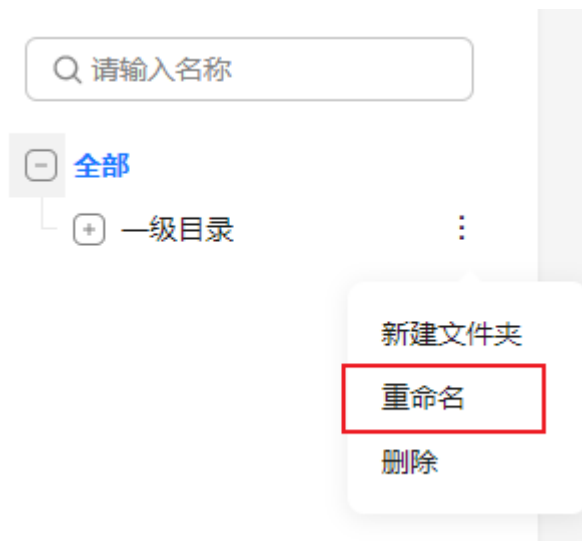 请输入名称
全部
一级目录
新建文件夹
重命名
删除